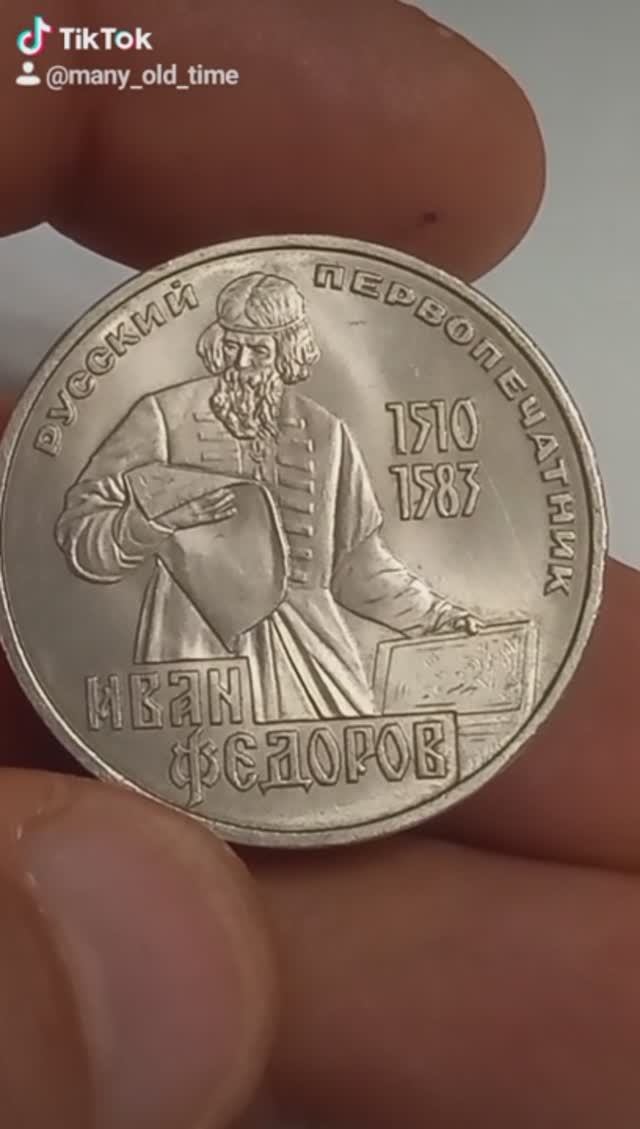 TikTok
@many_old_time
РУССКИЙ ПЕРВОПЕЧАТНИК
1510
1583
ИВАН
ФЕДОРОВ